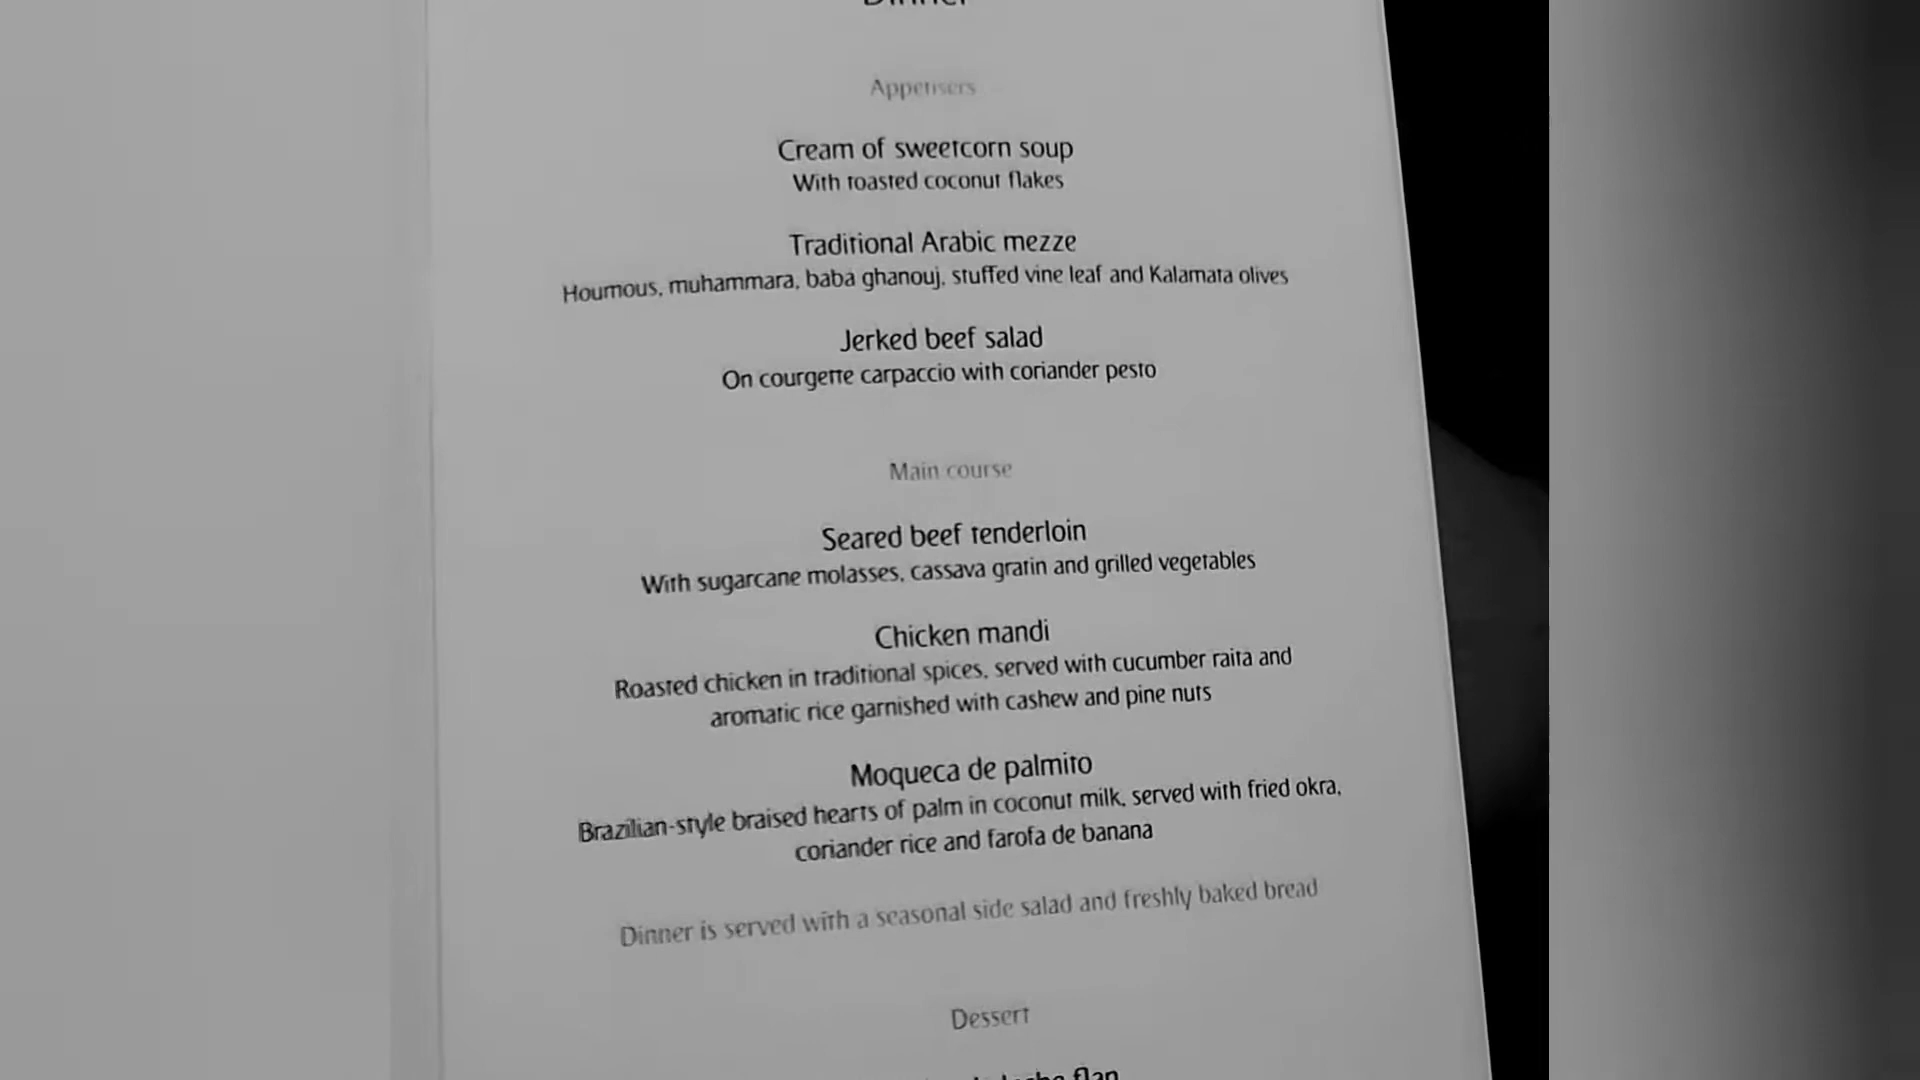 Dinner
Appetisers
Cream of sweetcorn soup
With roasted coconut flakes
Traditional Arabic mezze
Houmous, muhammara, baba ghanouj, stuffed vine leaf and Kalamata olives
Jerked beef salad
On courgette carpaccio with coriander pesto
Main course
Seared beef tenderloin
With sugarcane molasses, cassava gratin and grilled vegetables
Chicken mandi
Roasted chicken in traditional spices, served with cucumber raita and
aromatic rice garnished with cashew and pine nuts
Moqueca de palmito
Brazilian-style braised hearts of palm in coconut milk, served with fried okra,
coriander rice and farofa de banana
Dinner is served with a seasonal side salad and freshly baked bread
Dessert
flan